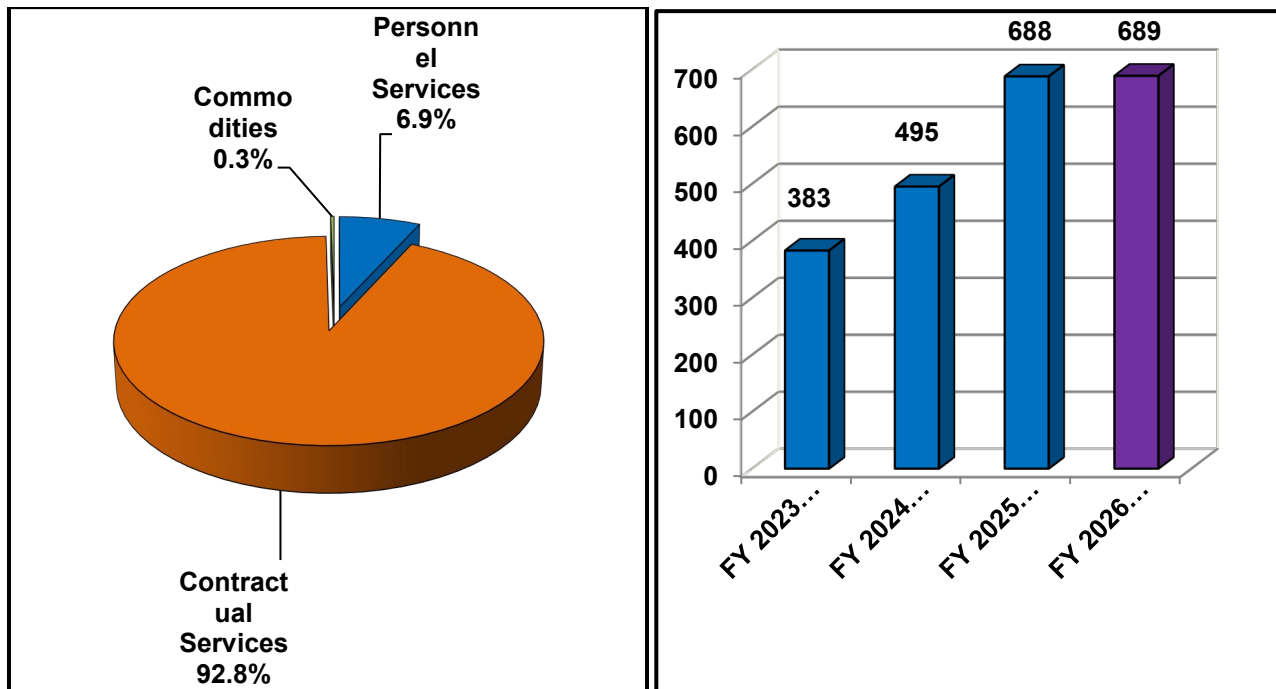 Personn
el
Services
6.9%
Commo
dities
0.3%
Contract
ual
Services
92.8%
688
689
495
383
700
600
500
400
300
200
100
0
FY 2023...
FY 2024...
FY 2025...
FY 2026...